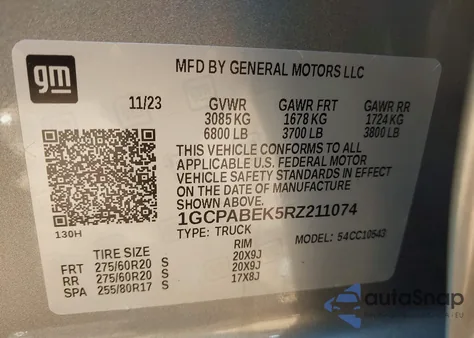 gm
MFD BY GENERAL MOTORS LLC
11/23 GVWR GAWR FRT GAWR RR
3085 KG 1678 KG 1724 KG
6800 LB 3700 LB 3800 LB
THIS VEHICLE CONFORMS TO ALL
APPLICABLE U.S. FEDERAL MOTOR
VEHICLE SAFETY STANDARDS IN EFFECT
ON THE DATE OF MANUFACTURE
SHOWN ABOVE.
1GCPABEK5RZ211074
130H TYPE: TRUCK MODEL: 54CC10543
TIRE SIZE RIM
FRT 275/60R20 S 20X9J
RR 275/60R20 S 20X9J
SPA 255/80R17 S 17X8J